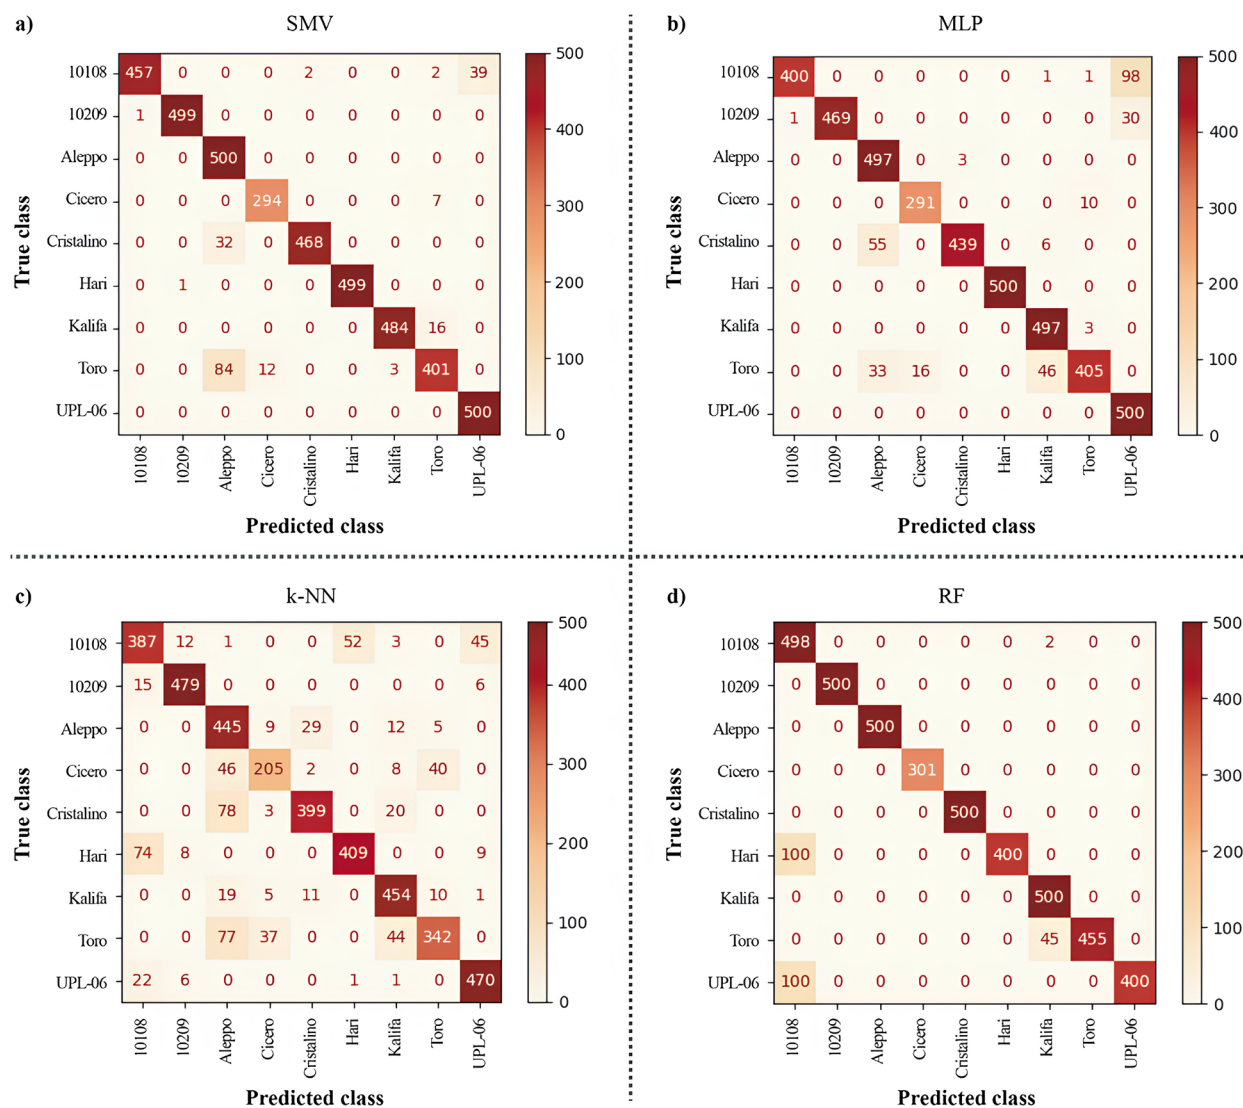 a) SMV
10108 457 0 0 0 2 0 0 2 39
10209 1 499 0 0 0 0 0 0 0
Aleppo 0 0 500 0 0 0 0 0 0
Cicero 0 0 0 294 0 0 0 7 0
Cristalino 0 0 32 0 468 0 0 0 0
Hari 0 1 0 0 0 499 0 0 0
Kalifa 0 0 0 0 0 0 484 16 0
Toro 0 0 84 12 0 0 3 401 0
UPL-06 0 0 0 0 0 0 0 0 500
True class
10108 10209 Aleppo Cicero Cristalino Hari Kalifa Toro UPL-06
Predicted class
500
400
300
200
100
0
b) MLP
10108 400 0 0 0 0 0 1 1 98
10209 1 469 0 0 0 0 0 0 30
Aleppo 0 0 497 0 3 0 0 0 0
Cicero 0 0 0 291 0 0 0 10 0
Cristalino 0 0 55 0 439 0 6 0 0
Hari 0 0 0 0 0 500 0 0 0
Kalifa 0 0 0 0 0 0 497 3 0
Toro 0 0 33 16 0 0 46 405 0
UPL-06 0 0 0 0 0 0 0 0 500
True class
10108 10209 Aleppo Cicero Cristalino Hari Kalifa Toro UPL-06
Predicted class
500
400
300
200
100
0
c) k-NN
10108 387 12 1 0 0 52 3 0 45
10209 15 479 0 0 0 0 0 0 6
Aleppo 0 0 445 9 29 0 12 5 0
Cicero 0 0 46 205 2 0 8 40 0
Cristalino 0 0 78 3 399 0 20 0 0
Hari 74 8 0 0 0 409 0 0 9
Kalifa 0 0 19 5 11 0 454 10 1
Toro 0 0 77 37 0 0 44 342 0
UPL-06 22 6 0 0 0 1 1 0 470
True class
10108 10209 Aleppo Cicero Cristalino Hari Kalifa Toro UPL-06
Predicted class
500
400
300
200
100
0
d) RF
10108 498 0 0 0 0 0 2 0 0
10209 0 500 0 0 0 0 0 0 0
Aleppo 0 0 500 0 0 0 0 0 0
Cicero 0 0 0 301 0 0 0 0 0
Cristalino 0 0 0 0 500 0 0 0 0
Hari 100 0 0 0 0 400 0 0 0
Kalifa 0 0 0 0 0 0 500 0 0
Toro 0 0 0 0 0 0 45 455 0
UPL-06 100 0 0 0 0 0 0 0 400
True class
10108 10209 Aleppo Cicero Cristalino Hari Kalifa Toro UPL-06
Predicted class
500
400
300
200
100
0